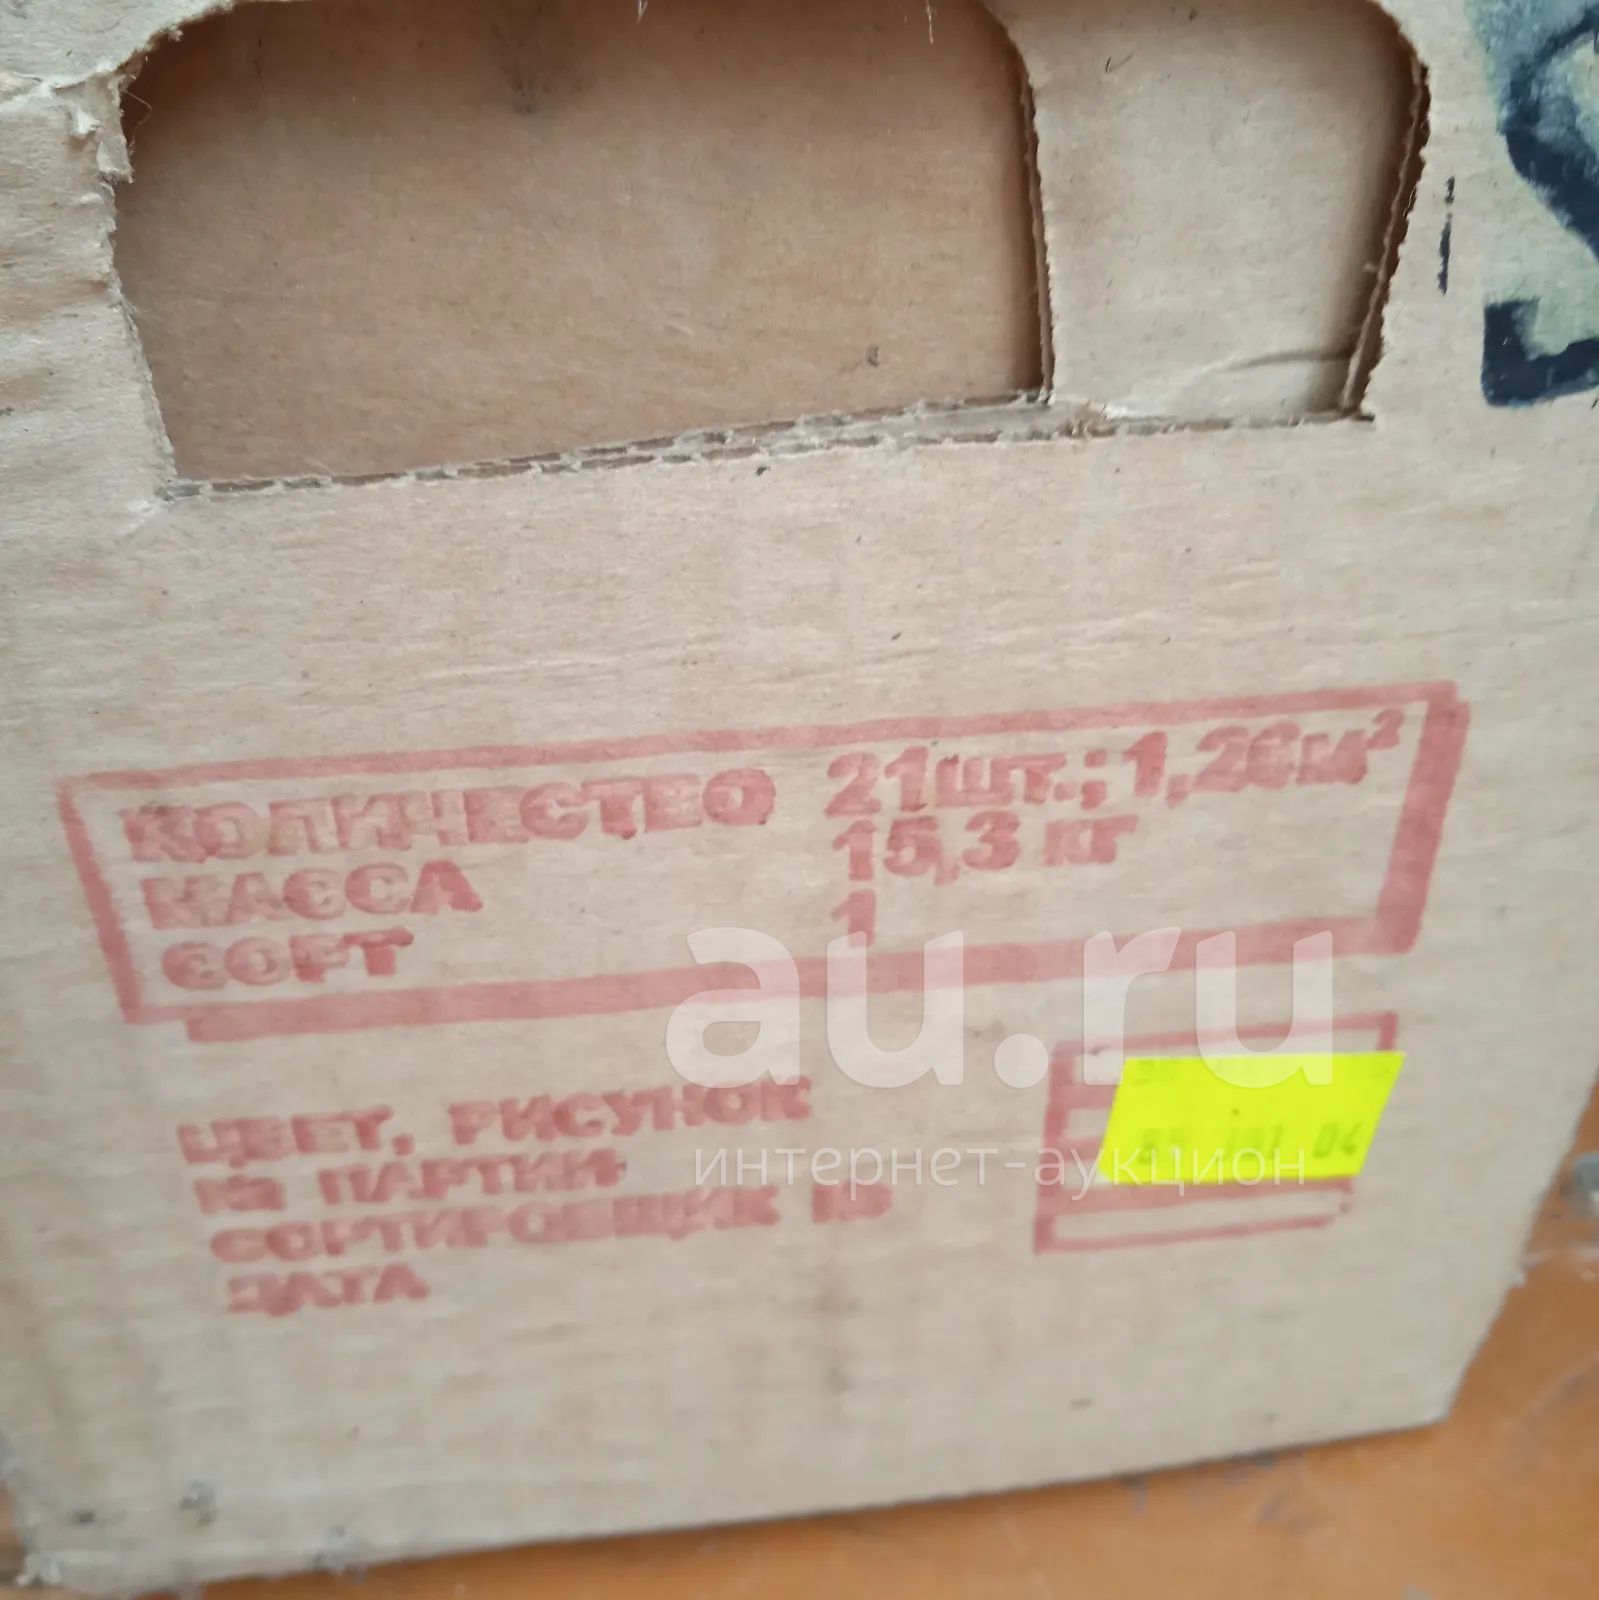 КОЛИЧЕСТВО 21шт.; 1,26м²
МАССА 15,3 кг
СОРТ 1
au.ru
интернет-аукцион
ЦВЕТ, РИСУНОК
№ ПАРТИИ
СОРТИРОВЩИК №
ДАТА
04